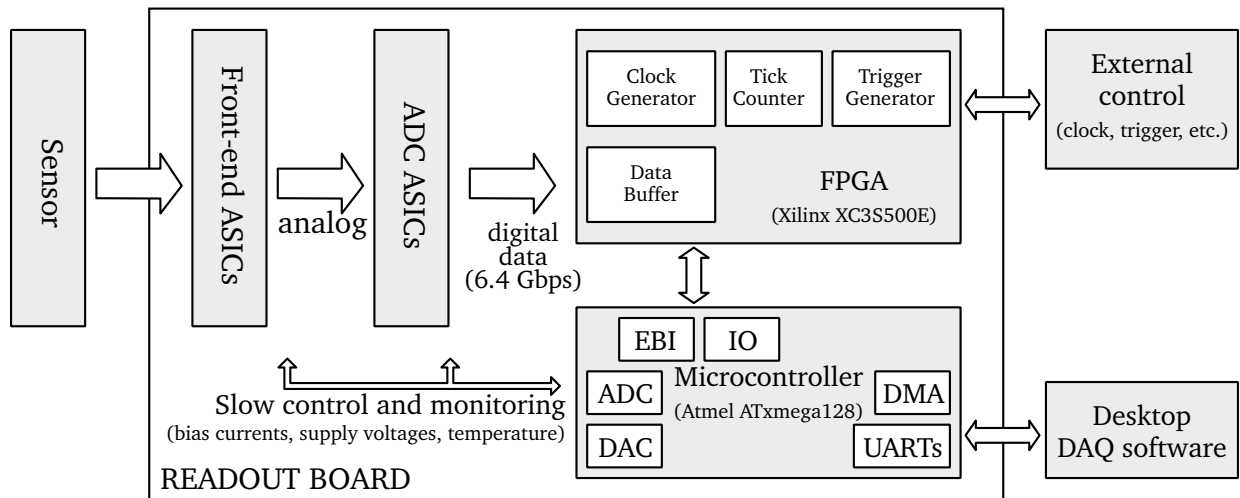 Sensor
Front-end ASICs
analog
ADC ASICs
digital
data
(6.4 Gbps)
Clock
Generator
Tick
Counter
Trigger
Generator
Data
Buffer
FPGA
(Xilinx XC3S500E)
External
control
(clock, trigger, etc.)
EBI
IO
ADC
Microcontroller
(Atmel ATxmega128)
DMA
DAC
UARTs
Slow control and monitoring
(bias currents, supply voltages, temperature)
READOUT BOARD
Desktop
DAQ software